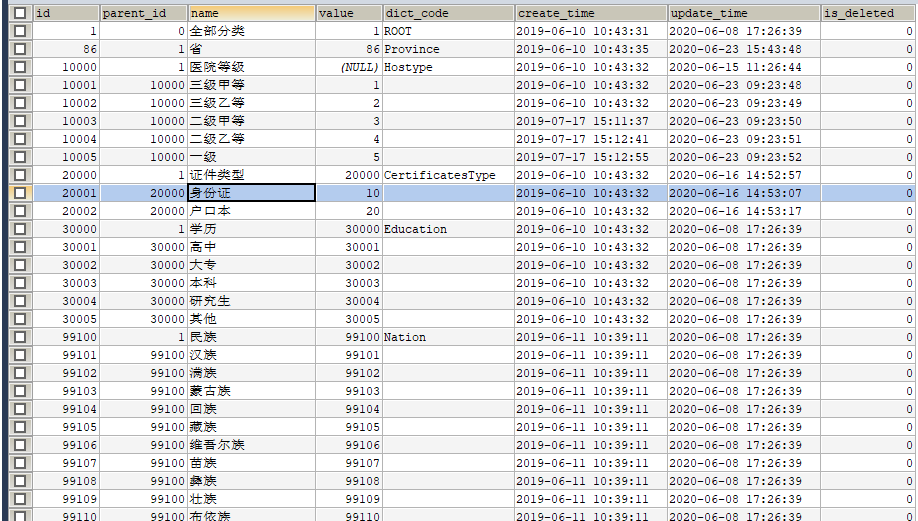 id parent_id name value dict_code create_time update_time is_deleted
1 0 全部分类 1 ROOT 2019-06-10 10:43:31 2020-06-08 17:26:39 0
86 1 省 86 Province 2019-06-10 10:43:35 2020-06-23 15:43:48 0
10000 1 医院等级 (NULL) Hostype 2019-06-10 10:43:32 2020-06-15 11:26:44 0
10001 10000 三级甲等 1 2019-06-10 10:43:32 2020-06-23 09:23:48 0
10002 10000 三级乙等 2 2019-06-10 10:43:32 2020-06-23 09:23:49 0
10003 10000 二级甲等 3 2019-07-17 15:11:37 2020-06-23 09:23:50 0
10004 10000 二级乙等 4 2019-07-17 15:12:41 2020-06-23 09:23:51 0
10005 10000 一级 5 2019-07-17 15:12:55 2020-06-23 09:23:52 0
20000 1 证件类型 20000 CertificatesType 2019-06-10 10:43:32 2020-06-16 14:52:57 0
20001 20000 身份证 10 2019-06-10 10:43:32 2020-06-16 14:53:07 0
20002 20000 户口本 20 2019-06-10 10:43:32 2020-06-16 14:53:17 0
30000 1 学历 30000 Education 2019-06-10 10:43:32 2020-06-08 17:26:39 0
30001 30000 高中 30001 2019-06-10 10:43:32 2020-06-08 17:26:39 0
30002 30000 大专 30002 2019-06-10 10:43:32 2020-06-08 17:26:39 0
30003 30000 本科 30003 2019-06-10 10:43:32 2020-06-08 17:26:39 0
30004 30000 研究生 30004 2019-06-10 10:43:32 2020-06-08 17:26:39 0
30005 30000 其他 30005 2019-06-10 10:43:32 2020-06-08 17:26:39 0
99100 1 民族 99100 Nation 2019-06-11 10:39:11 2020-06-08 17:26:39 0
99101 99100 汉族 99101 2019-06-11 10:39:11 2020-06-08 17:26:39 0
99102 99100 满族 99102 2019-06-11 10:39:11 2020-06-08 17:26:39 0
99103 99100 蒙古族 99103 2019-06-11 10:39:11 2020-06-08 17:26:39 0
99104 99100 回族 99104 2019-06-11 10:39:11 2020-06-08 17:26:39 0
99105 99100 藏族 99105 2019-06-11 10:39:11 2020-06-08 17:26:39 0
99106 99100 维吾尔族 99106 2019-06-11 10:39:11 2020-06-08 17:26:39 0
99107 99100 苗族 99107 2019-06-11 10:39:11 2020-06-08 17:26:39 0
99108 99100 彝族 99108 2019-06-11 10:39:11 2020-06-08 17:26:39 0
99109 99100 壮族 99109 2019-06-11 10:39:11 2020-06-08 17:26:39 0
99110 99100 布依族 99110 2019-06-11 10:39:11 2020-06-08 17:26:39 0